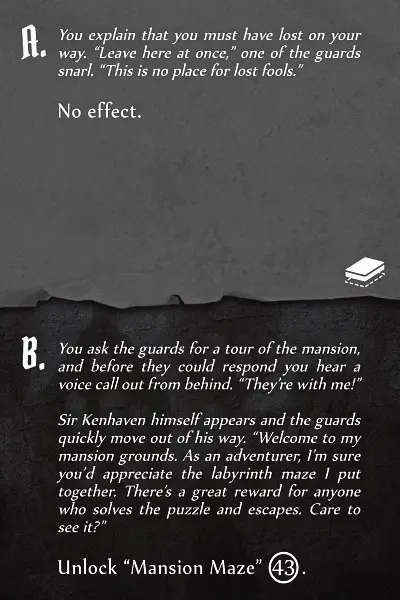 A. You explain that you must have lost on your
way. “Leave here at once,” one of the guards
snarl. “This is no place for lost fools.”
No effect.
B. You ask the guards for a tour of the mansion,
and before they could respond you hear a
voice call out from behind. “They’re with me!”
Sir Kenhaven himself appears and the guards
quickly move out of his way. “Welcome to my
mansion grounds. As an adventurer, I’m sure
you’d appreciate the labyrinth maze I put
together. There’s a great reward for anyone
who solves the puzzle and escapes. Care to
see it?”
Unlock “Mansion Maze” 43.